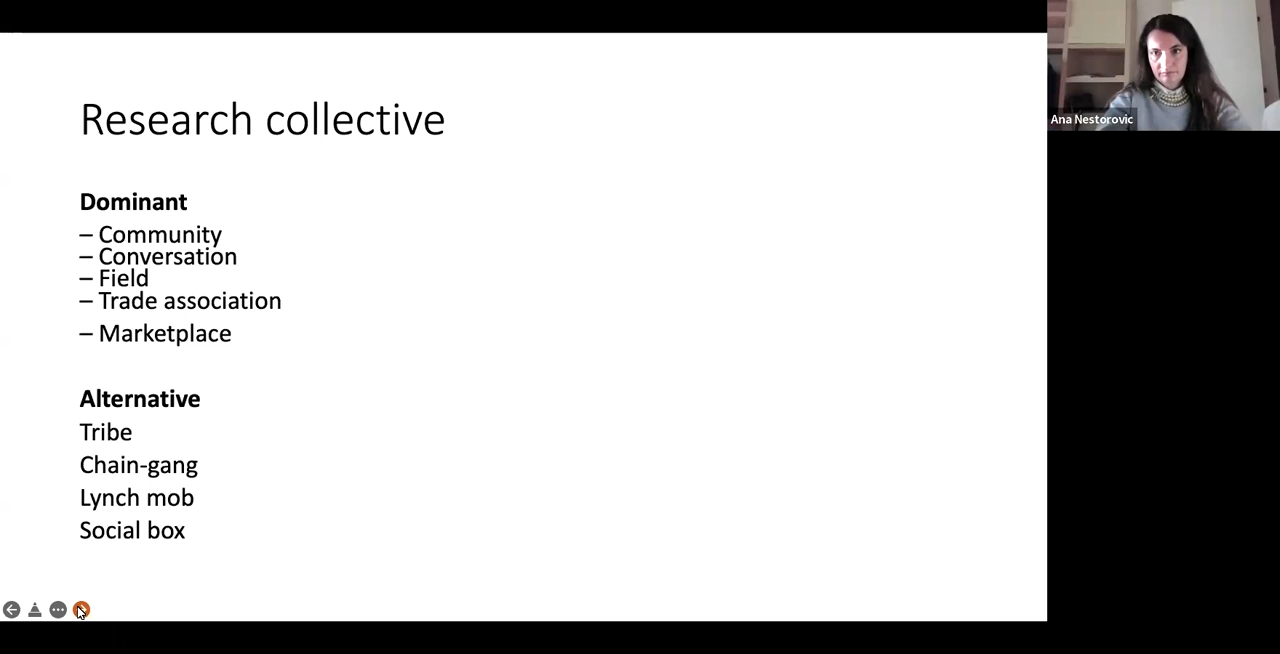 Research collective
Dominant
– Community
– Conversation
– Field
– Trade association
– Marketplace
Alternative
Tribe
Chain-gang
Lynch mob
Social box
Ana Nestorovic